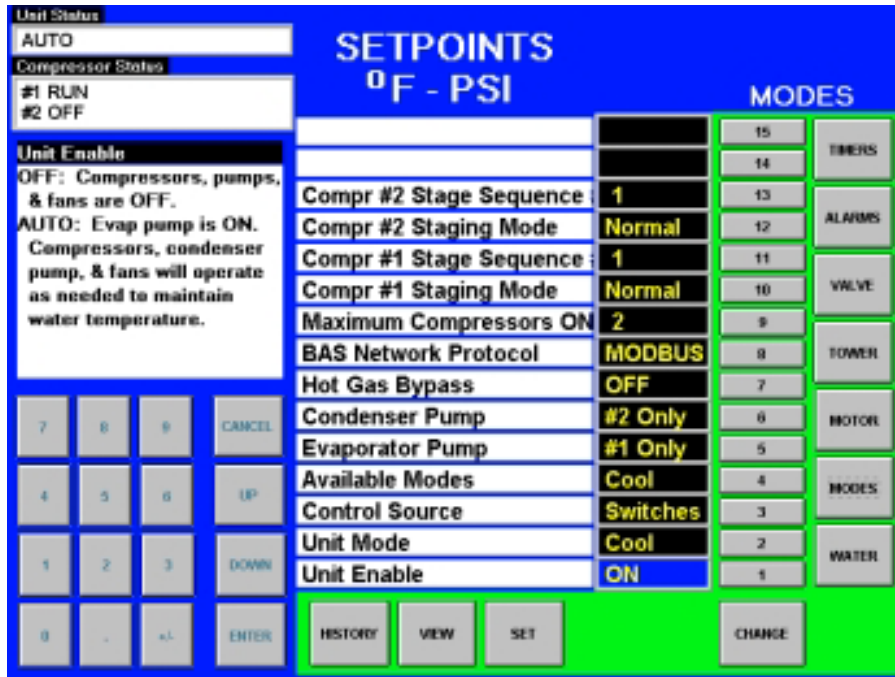 Unit Status
AUTO
Compressor Status
#1 RUN
#2 OFF
Unit Enable
OFF: Compressors, pumps,
& fans are OFF.
AUTO: Evap pump is ON.
Compressors, condenser
pump, & fans will operate
as needed to maintain
water temperature.
7 8 9 CANCEL
4 5 6 UP
1 2 3 DOWN
0 . +/- ENTER
SETPOINTS
ºF - PSI
MODES
15
14
Compr #2 Stage Sequence # 1 13
Compr #2 Staging Mode Normal 12
Compr #1 Stage Sequence # 1 11
Compr #1 Staging Mode Normal 10
Maximum Compressors ON 2 9
BAS Network Protocol MODBUS 8
Hot Gas Bypass OFF 7
Condenser Pump #2 Only 6
Evaporator Pump #1 Only 5
Available Modes Cool 4
Control Source Switches 3
Unit Mode Cool 2
Unit Enable ON 1
TIMERS
ALARMS
VALVE
TOWER
MOTOR
MODES
WATER
HISTORY VIEW SET CHANGE